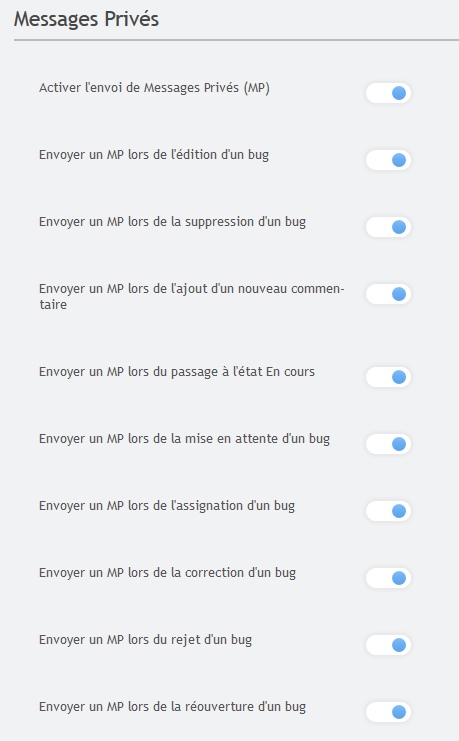 Messages Privés
Activer l'envoi de Messages Privés (MP)
Envoyer un MP lors de l'édition d'un bug
Envoyer un MP lors de la suppression d'un bug
Envoyer un MP lors de l'ajout d'un nouveau commen-
taire
Envoyer un MP lors du passage à l'état En cours
Envoyer un MP lors de la mise en attente d'un bug
Envoyer un MP lors de l'assignation d'un bug
Envoyer un MP lors de la correction d'un bug
Envoyer un MP lors du rejet d'un bug
Envoyer un MP lors de la réouverture d'un bug